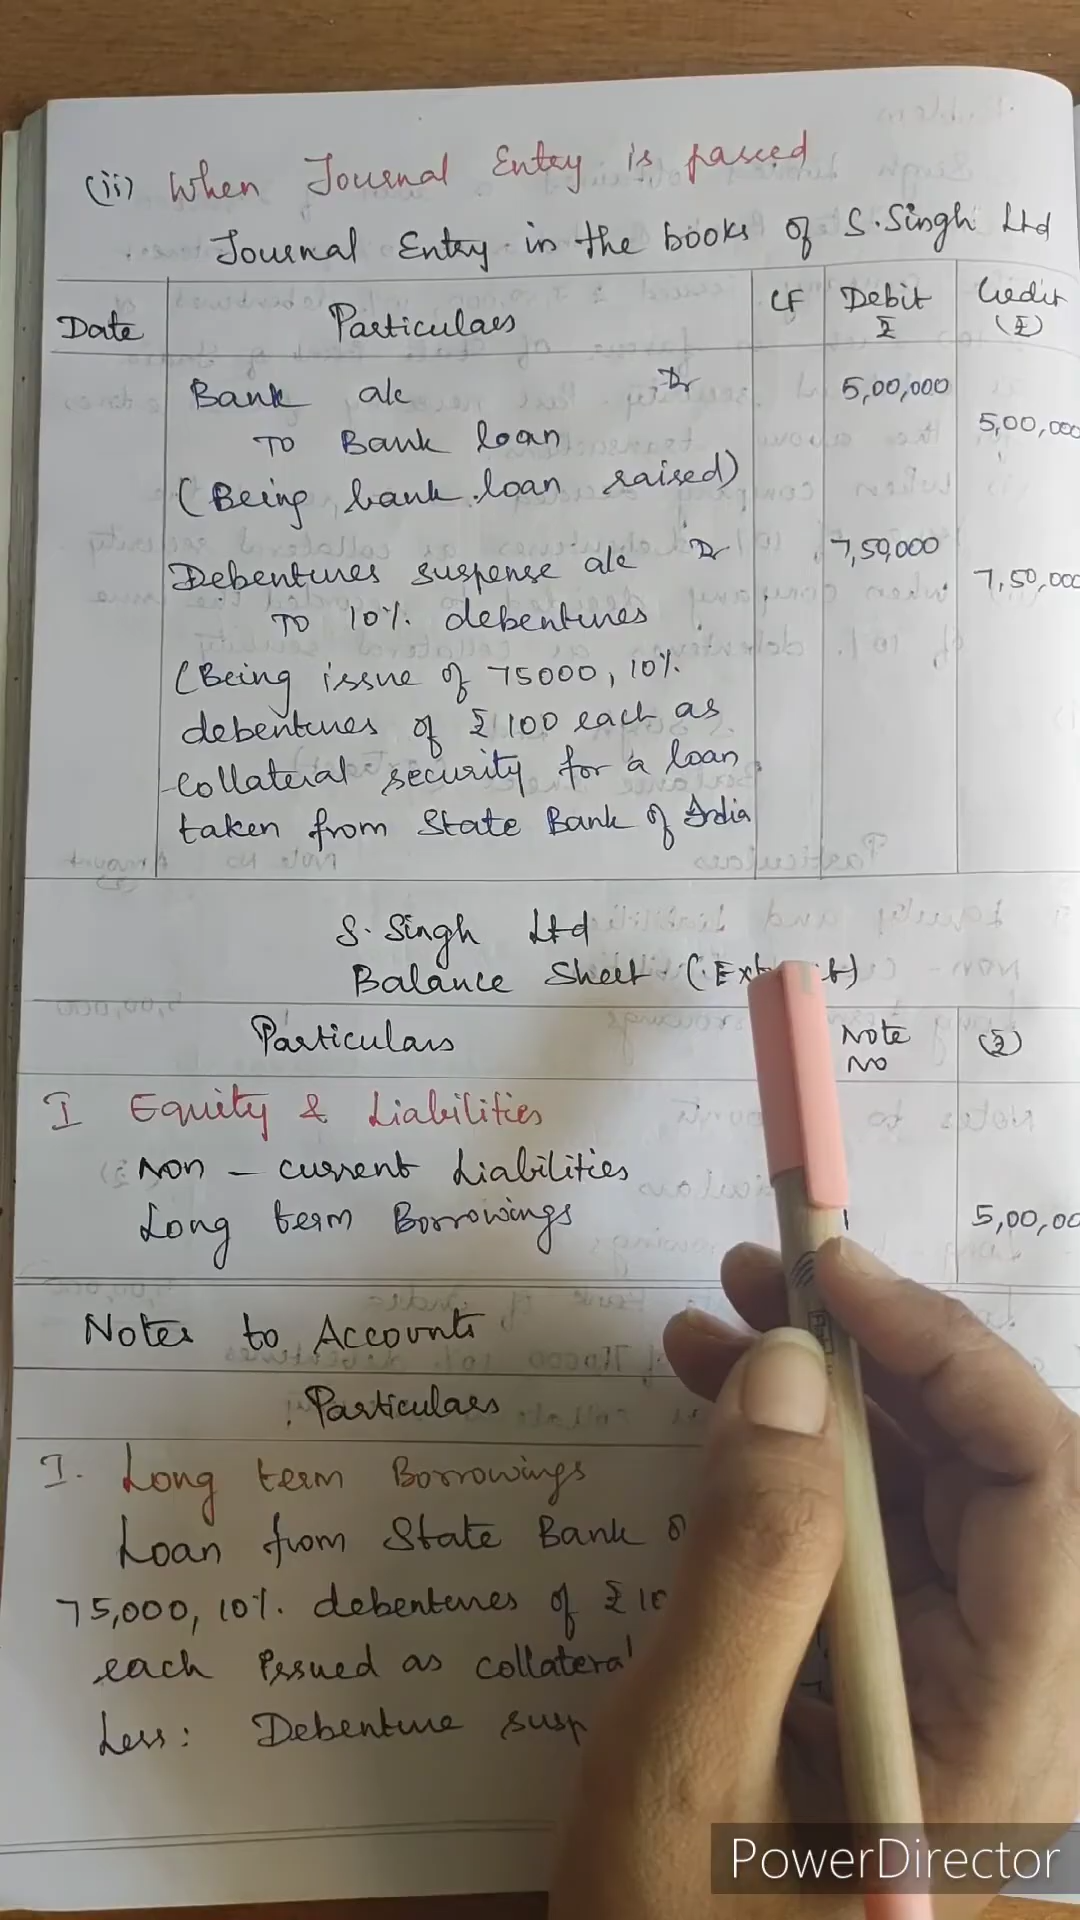 (ii) When Journal Entry is passed
Journal Entry in the books of S. Singh Ltd
Date Particulars LF Debit ₹ Credit (₹)
Bank a/c Dr 5,00,000
To Bank loan 5,00,000
(Being bank loan raised)
Debentures suspense a/c Dr 7,50,000
To 10% debentures 7,50,000
(Being issue of 75000, 10%
debentures of ₹100 each as
collateral security for a loan
taken from State Bank of India
S. Singh Ltd
Balance Sheet (Extract)
Particulars Note No (₹)
I Equity & Liabilities
Non - current Liabilities
Long term Borrowings 1 5,00,00
Notes to Accounts
Particulars
I. Long term Borrowings
Loan from State Bank
75,000, 10% debentures of ₹ 10
each issued as collateral
Less: Debenture susp
PowerDirector